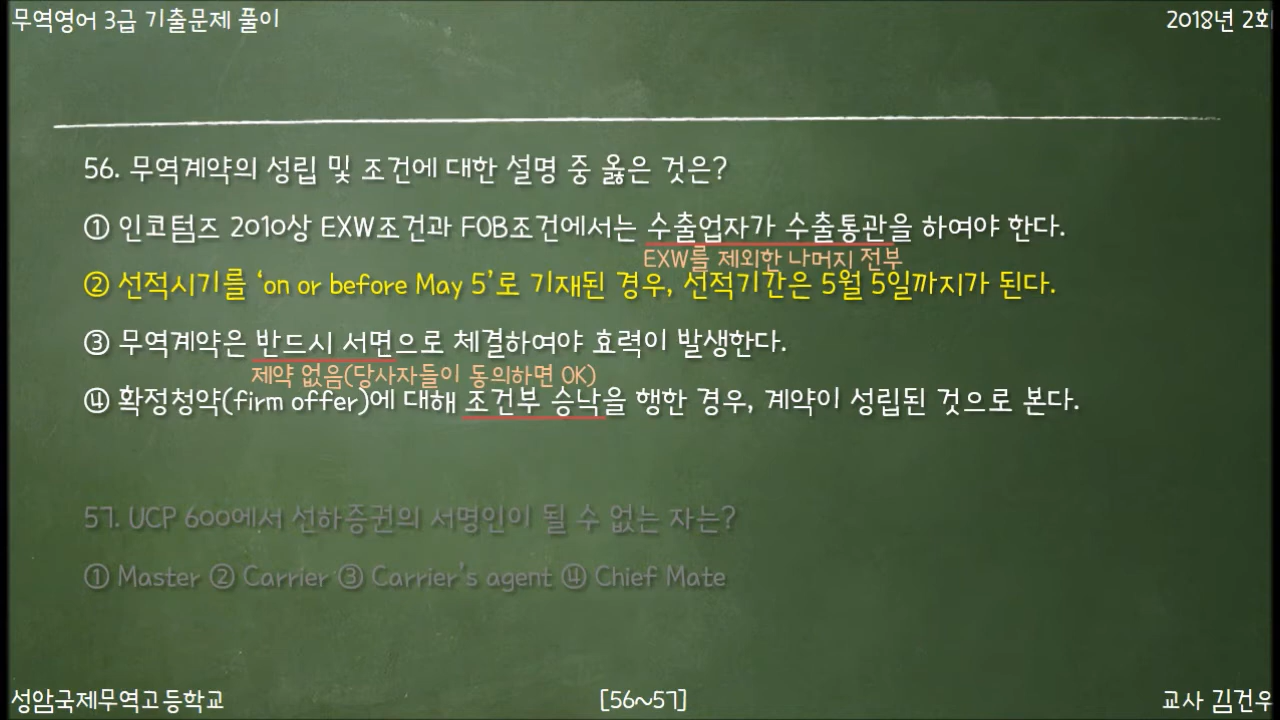 무역영어 3급 기출문제 풀이
2018년 2회
56. 무역계약의 성립 및 조건에 대한 설명 중 옳은 것은?
① 인코텀즈 2010상 EXW조건과 FOB조건에서는 수출업자가 수출통관을 하여야 한다.
EXW를 제외한 나머지 전부
② 선적시기를 ‘on or before May 5’로 기재된 경우, 선적기간은 5월 5일까지가 된다.
③ 무역계약은 반드시 서면으로 체결하여야 효력이 발생한다.
제약 없음(당사자들이 동의하면 OK)
④ 확정청약(firm offer)에 대해 조건부 승낙을 행한 경우, 계약이 성립된 것으로 본다.
57. UCP 600에서 선하증권의 서명인이 될 수 없는 자는?
① Master ② Carrier ③ Carrier's agent ④ Chief Mate
성암국제무역고등학교
[56~57]
교사 김건우